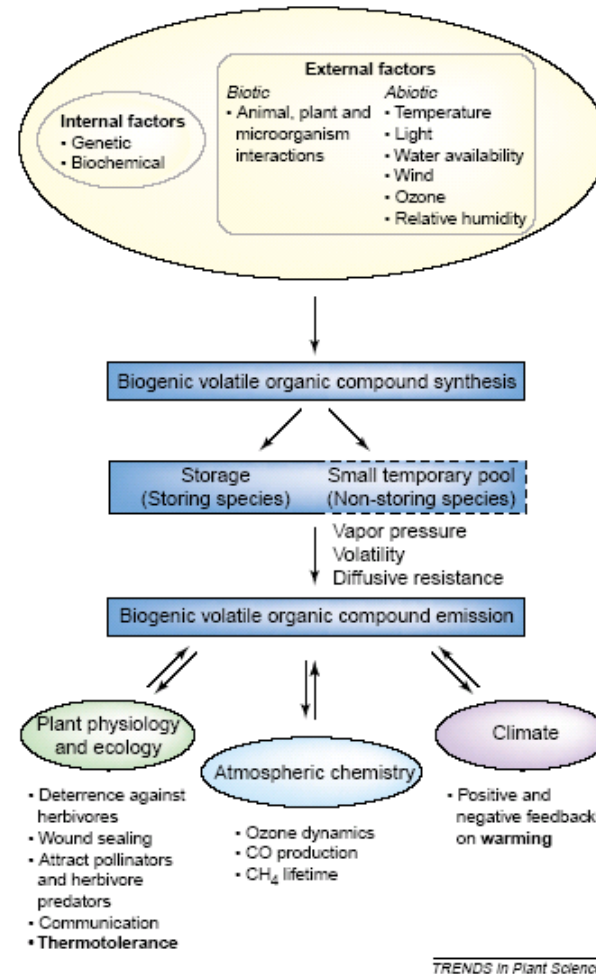 External factors
Biotic
• Animal, plant and
microorganism
interactions
Abiotic
• Temperature
• Light
• Water availability
• Wind
• Ozone
• Relative humidity
Internal factors
• Genetic
• Biochemical
Biogenic volatile organic compound synthesis
Storage
(Storing species)
Small temporary pool
(Non-storing species)
Vapor pressure
Volatility
Diffusive resistance
Biogenic volatile organic compound emission
Plant physiology
and ecology
• Deterrence against
herbivores
• Wound sealing
• Attract pollinators
and herbivore
predators
• Communication
• Thermotolerance
Atmospheric chemistry
• Ozone dynamics
• CO production
• CH₄ lifetime
Climate
• Positive and
negative feedback
on warming
TRENDS in Plant Science